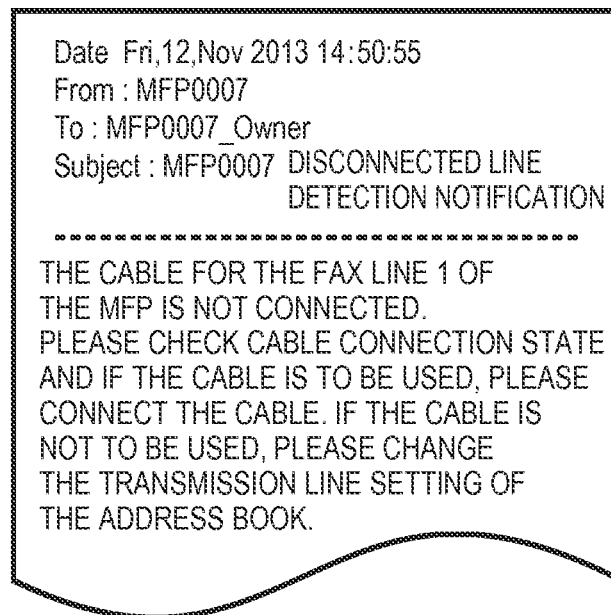 Date Fri,12,Nov 2013 14:50:55
From : MFP0007
To : MFP0007_Owner
Subject : MFP0007 DISCONNECTED LINE
DETECTION NOTIFICATION
THE CABLE FOR THE FAX LINE 1 OF
THE MFP IS NOT CONNECTED.
PLEASE CHECK CABLE CONNECTION STATE
AND IF THE CABLE IS TO BE USED, PLEASE
CONNECT THE CABLE. IF THE CABLE IS
NOT TO BE USED, PLEASE CHANGE
THE TRANSMISSION LINE SETTING OF
THE ADDRESS BOOK.